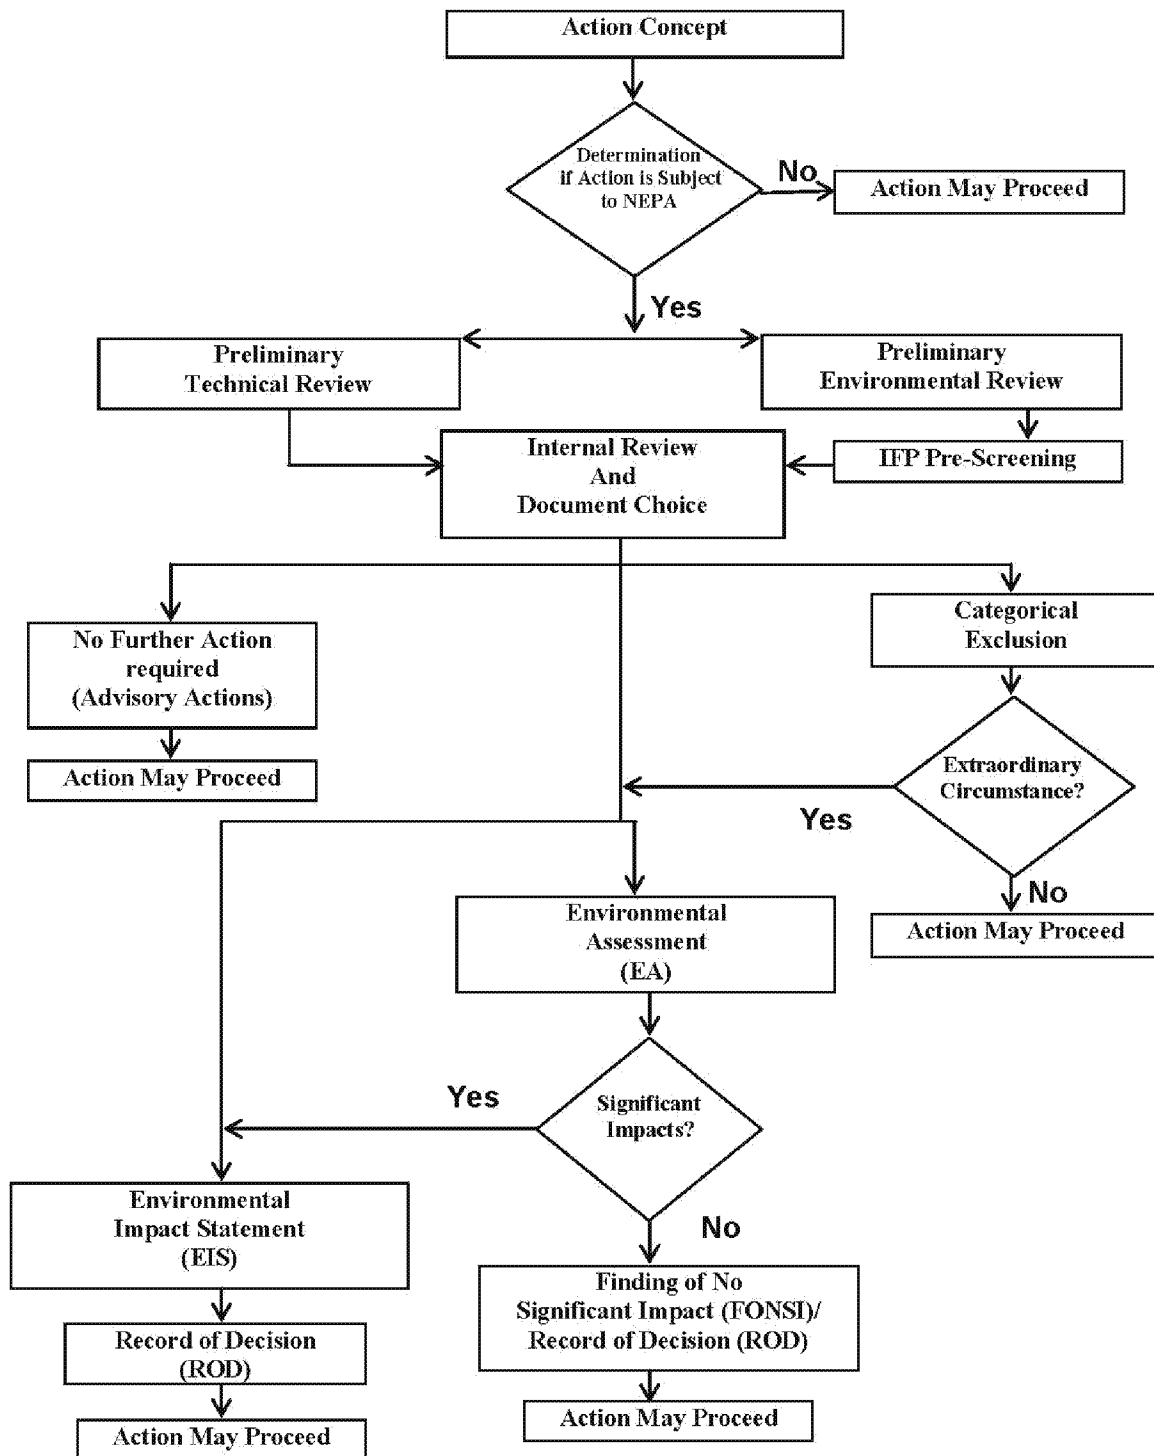 Action Concept
Determination
if Action is Subject
to NEPA
No
Action May Proceed
Yes
Preliminary
Technical Review
Preliminary
Environmental Review
Internal Review
And
Document Choice
IFP Pre-Screening
No Further Action
required
(Advisory Actions)
Action May Proceed
Categorical
Exclusion
Extraordinary
Circumstance?
Yes
No
Action May Proceed
Environmental
Assessment
(EA)
Significant
Impacts?
Yes
No
Environmental
Impact Statement
(EIS)
Record of Decision
(ROD)
Action May Proceed
Finding of No
Significant Impact (FONSI)/
Record of Decision (ROD)
Action May Proceed